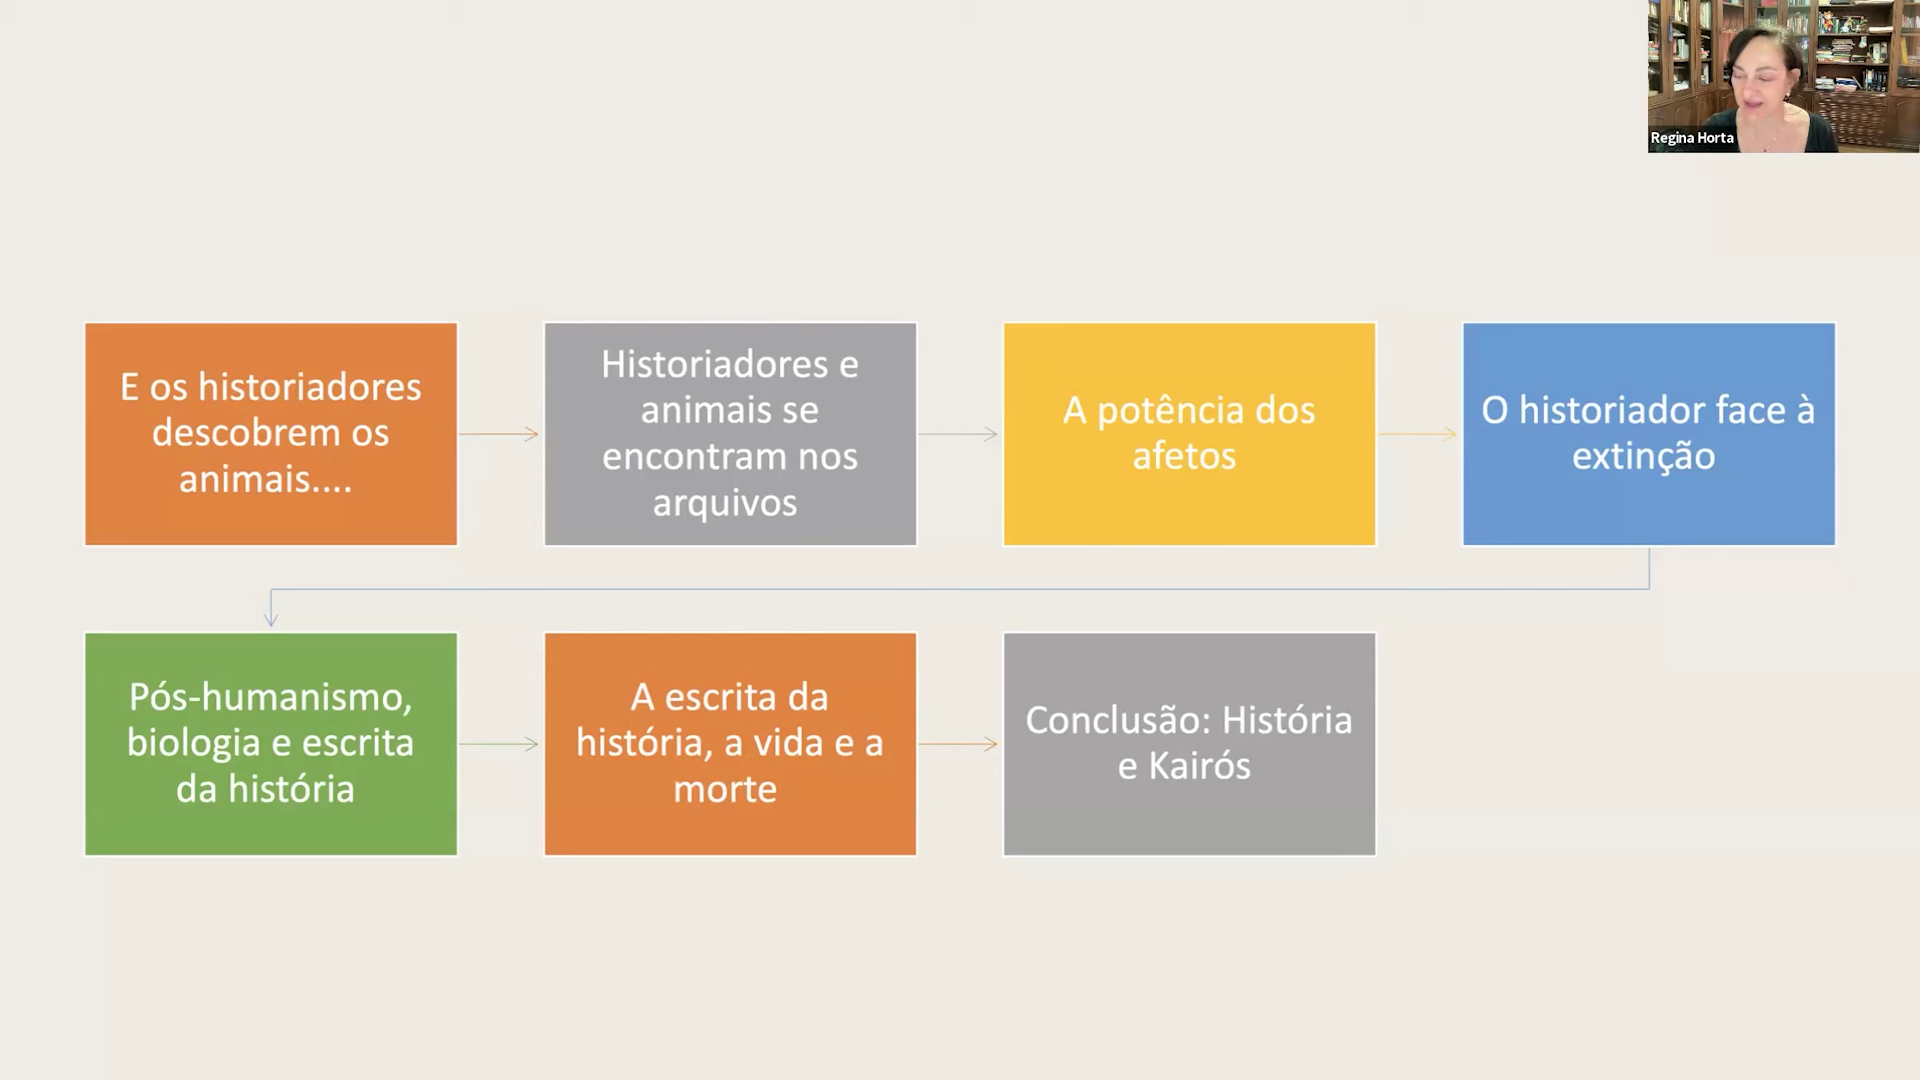 Regina Horta
E os historiadores
descobrem os
animais....
Historiadores e
animais se
encontram nos
arquivos
A potência dos
afetos
O historiador face à
extinção
Pós-humanismo,
biologia e escrita
da história
A escrita da
história, a vida e a
morte
Conclusão: História
e Kairós